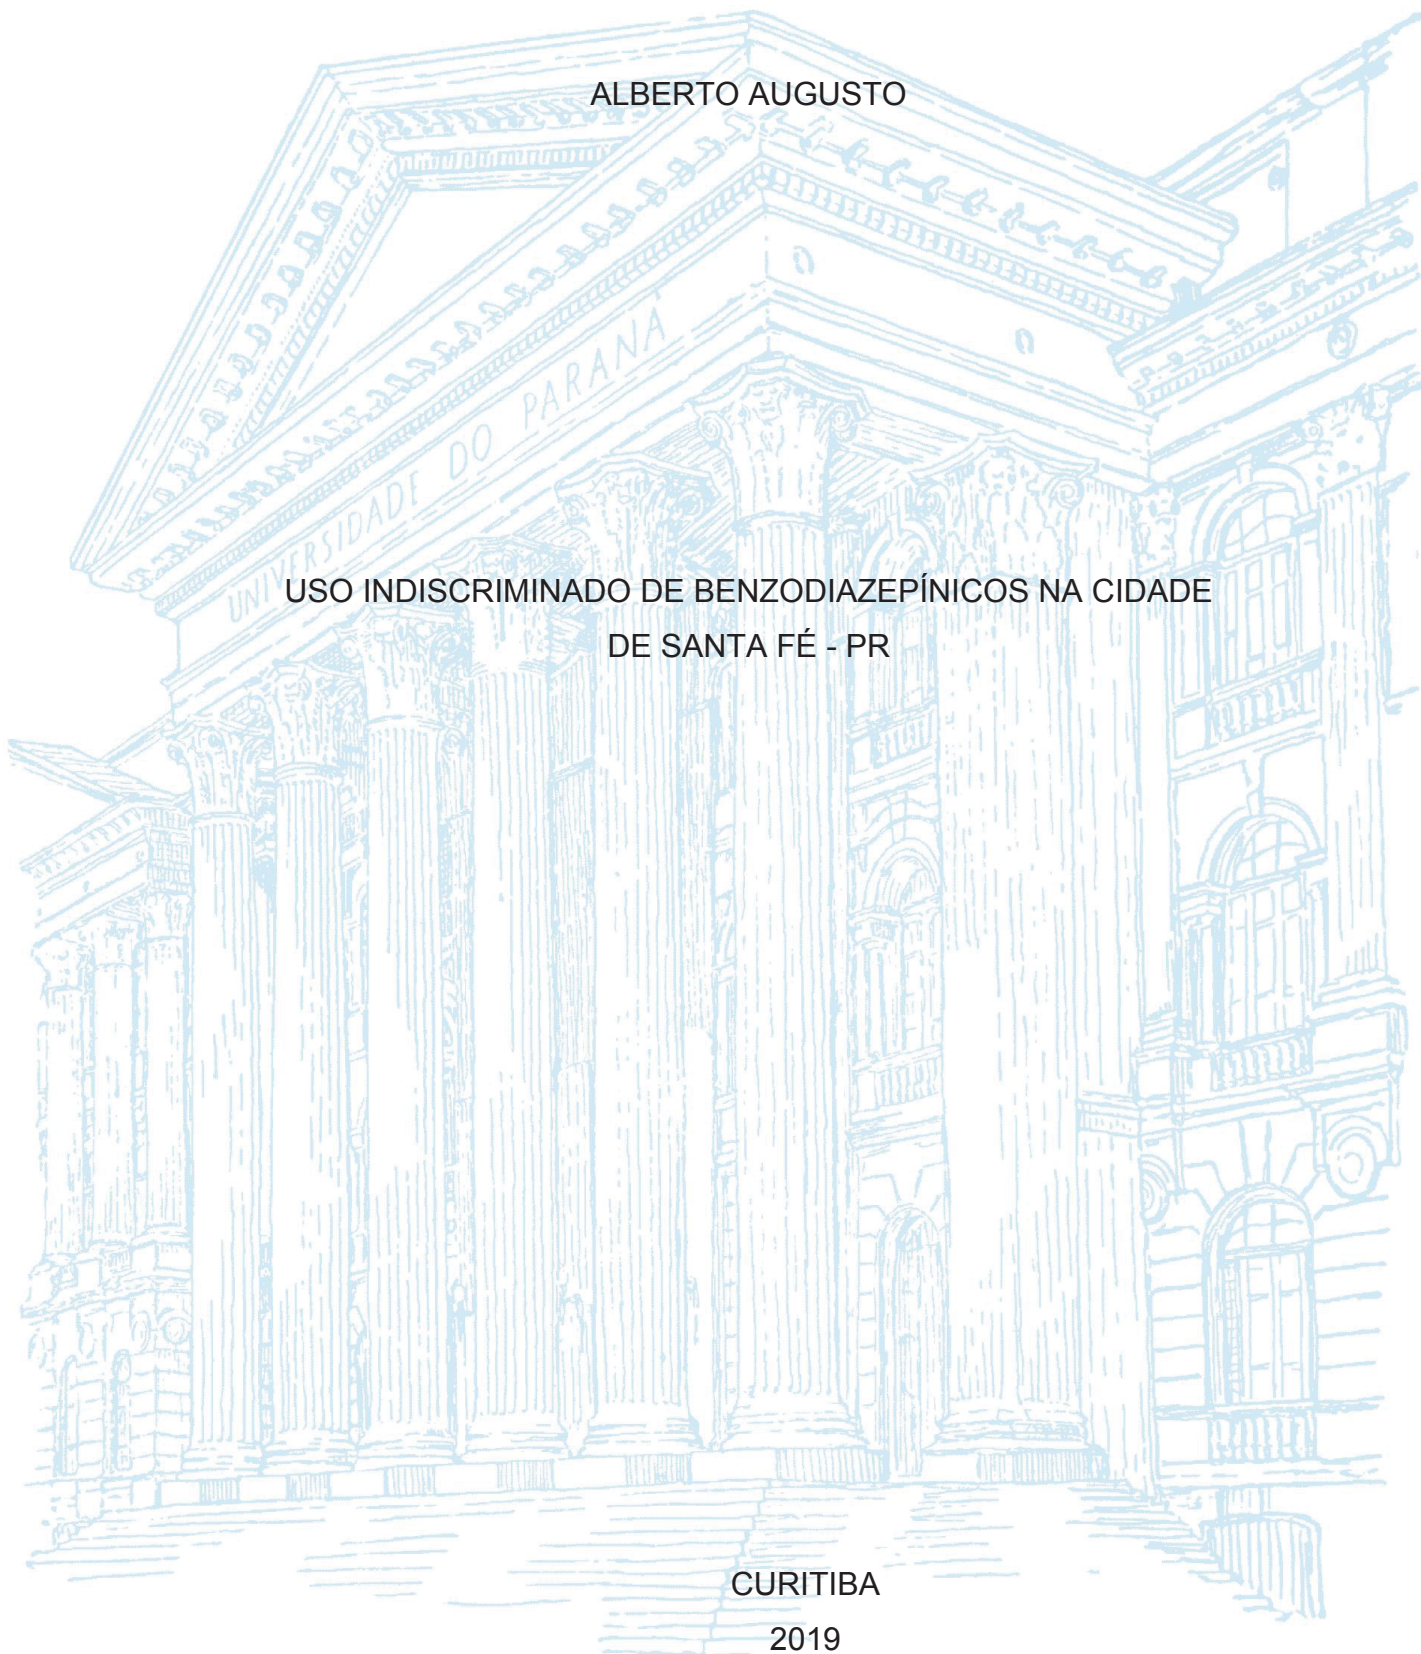 ALBERTO AUGUSTO
UNIVERSIDADE DO PARANÁ
USO INDISCRIMINADO DE BENZODIAZEPÍNICOS NA CIDADE
DE SANTA FÉ - PR
CURITIBA
2019